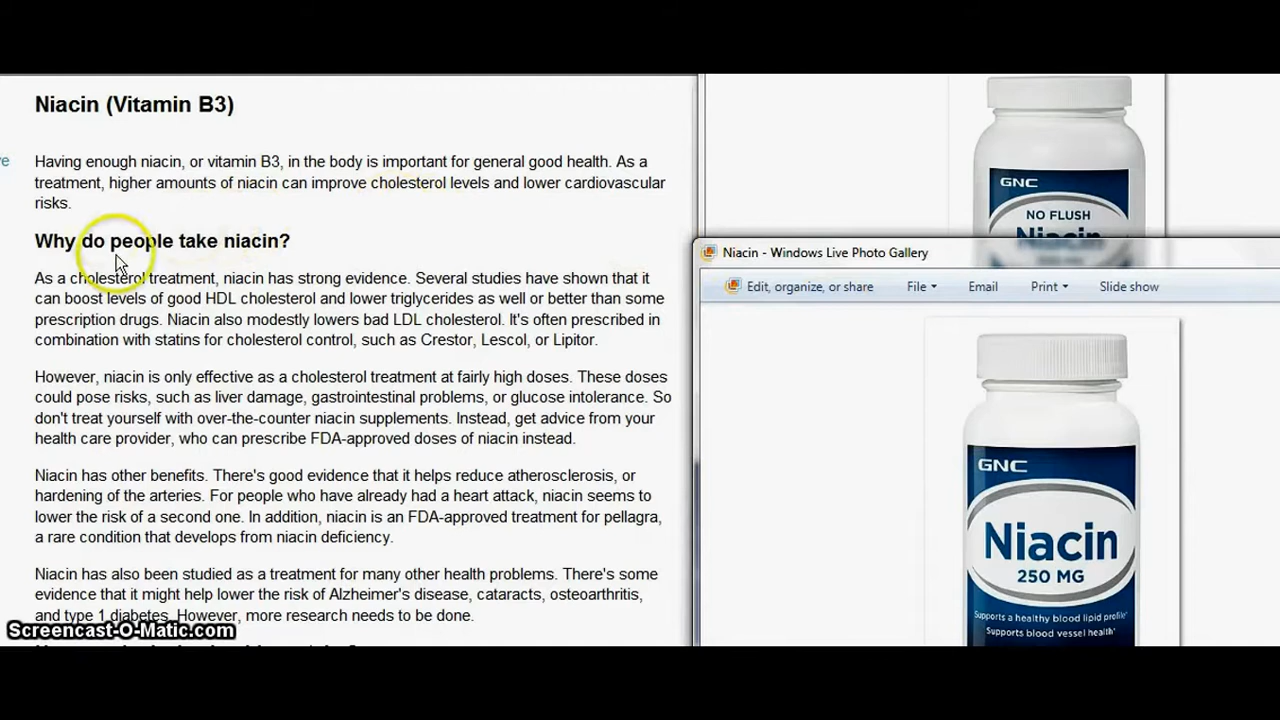 Niacin (Vitamin B3)
Having enough niacin, or vitamin B3, in the body is important for general good health. As a
treatment, higher amounts of niacin can improve cholesterol levels and lower cardiovascular
risks.
Why do people take niacin?
As a cholesterol treatment, niacin has strong evidence. Several studies have shown that it
can boost levels of good HDL cholesterol and lower triglycerides as well or better than some
prescription drugs. Niacin also modestly lowers bad LDL cholesterol. It's often prescribed in
combination with statins for cholesterol control, such as Crestor, Lescol, or Lipitor.
However, niacin is only effective as a cholesterol treatment at fairly high doses. These doses
could pose risks, such as liver damage, gastrointestinal problems, or glucose intolerance. So
don't treat yourself with over-the-counter niacin supplements. Instead, get advice from your
health care provider, who can prescribe FDA-approved doses of niacin instead.
Niacin has other benefits. There's good evidence that it helps reduce atherosclerosis, or
hardening of the arteries. For people who have already had a heart attack, niacin seems to
lower the risk of a second one. In addition, niacin is an FDA-approved treatment for pellagra,
a rare condition that develops from niacin deficiency.
Niacin has also been studied as a treatment for many other health problems. There's some
evidence that it might help lower the risk of Alzheimer's disease, cataracts, osteoarthritis,
and type 1 diabetes. However, more research needs to be done.
Screencast-O-Matic.com
GNC
NO FLUSH
Niacin
Niacin - Windows Live Photo Gallery
Edit, organize, or share
File
Email
Print
Slide show
GNC
Niacin
250 MG
Supports a healthy blood lipid profile*
Supports blood vessel health*